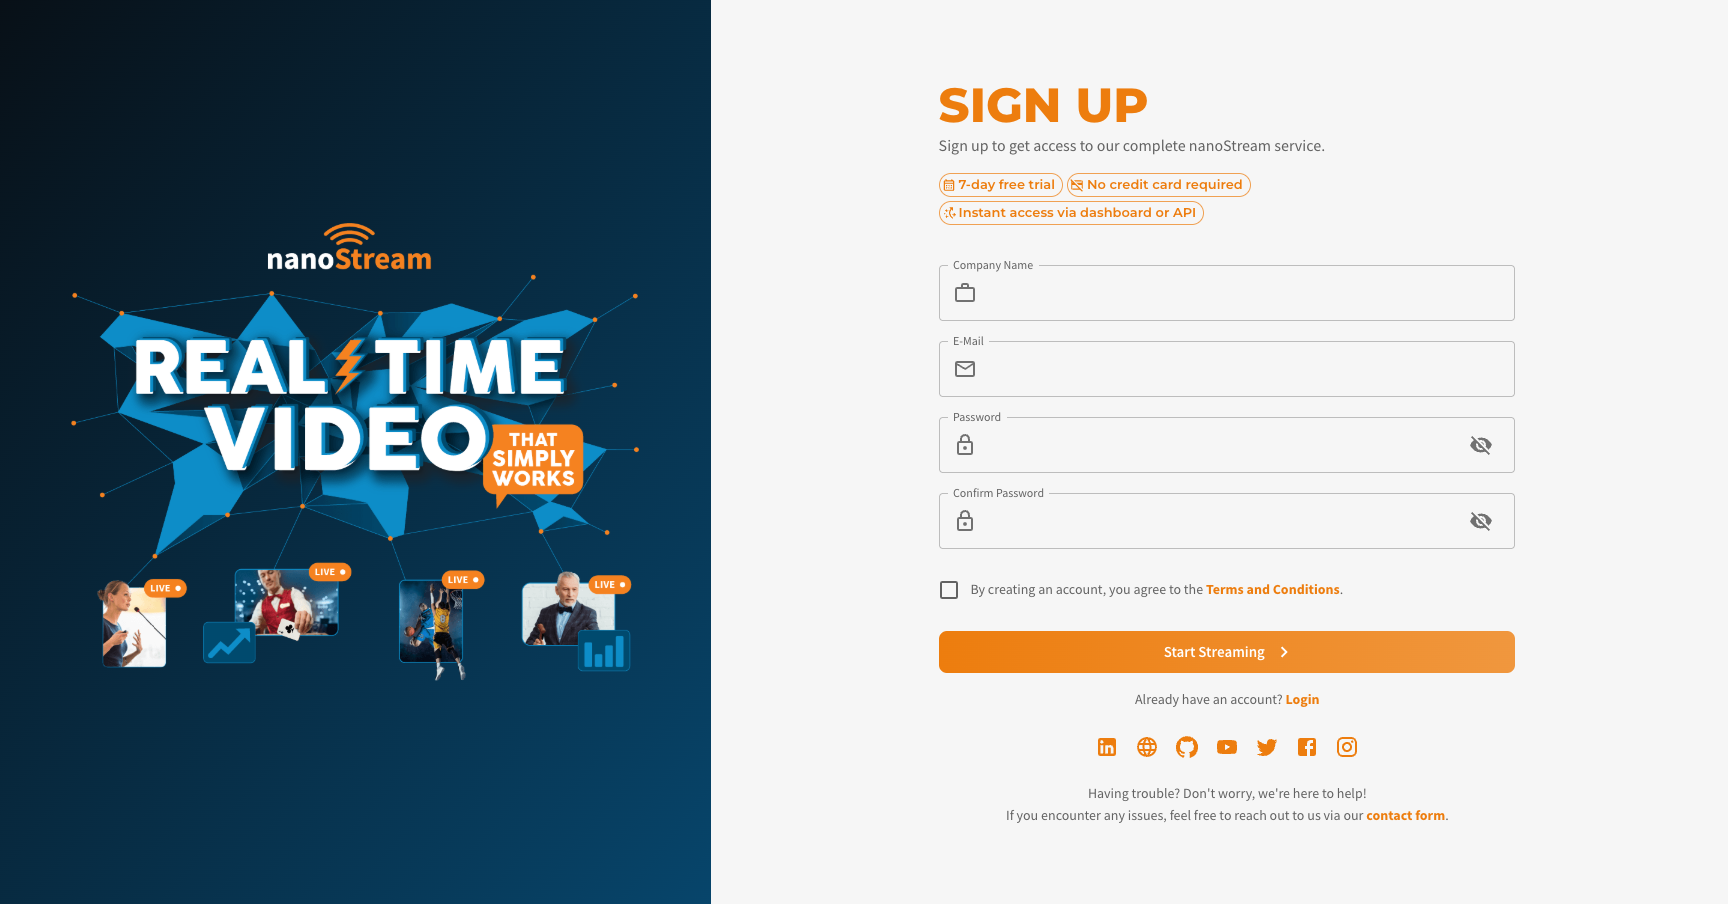 nanoStream
REAL TIME
VIDEO
THAT
SIMPLY
WORKS
LIVE
LIVE
LIVE
LIVE
SIGN UP
Sign up to get access to our complete nanoStream service.
7-day free trial
No credit card required
Instant access via dashboard or API
Company Name
E-Mail
Password
Confirm Password
By creating an account, you agree to the Terms and Conditions.
Start Streaming
Already have an account? Login
Having trouble? Don't worry, we're here to help!
If you encounter any issues, feel free to reach out to us via our contact form.